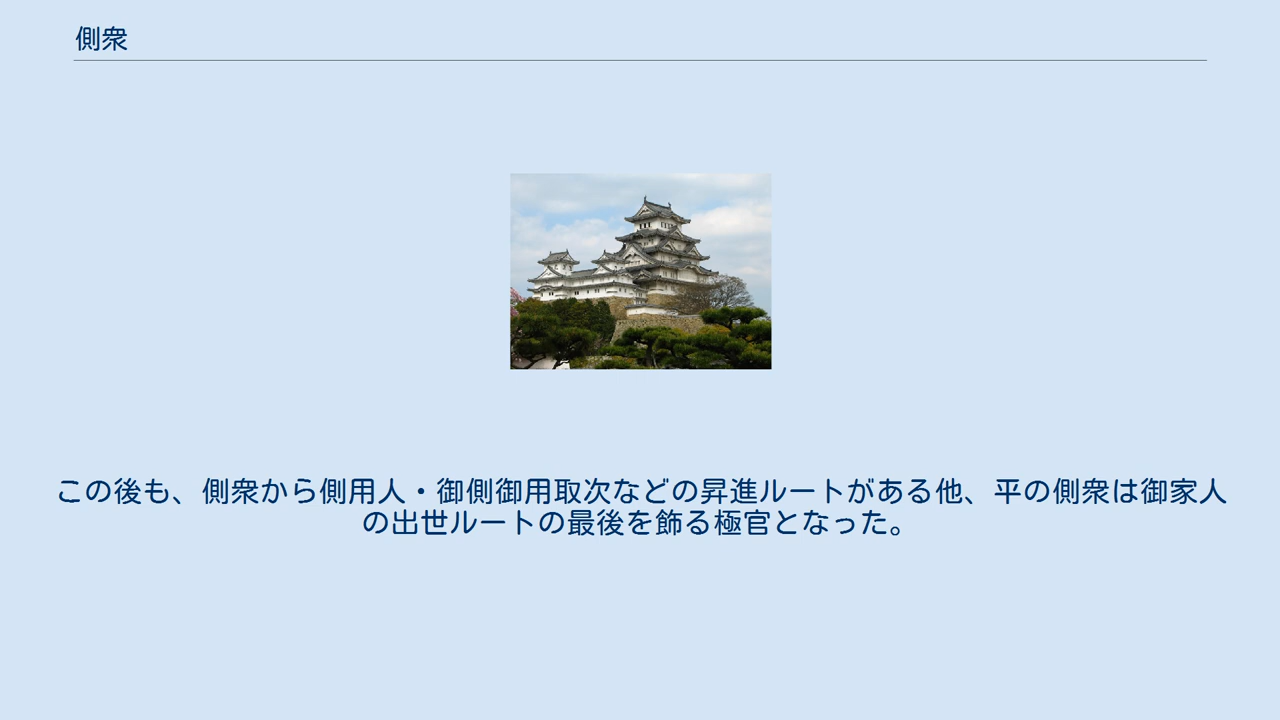 側衆
この後も、側衆から側用人・御側御用取次などの昇進ルートがある他、平の側衆は御家人
の出世ルートの最後を飾る極官となった。